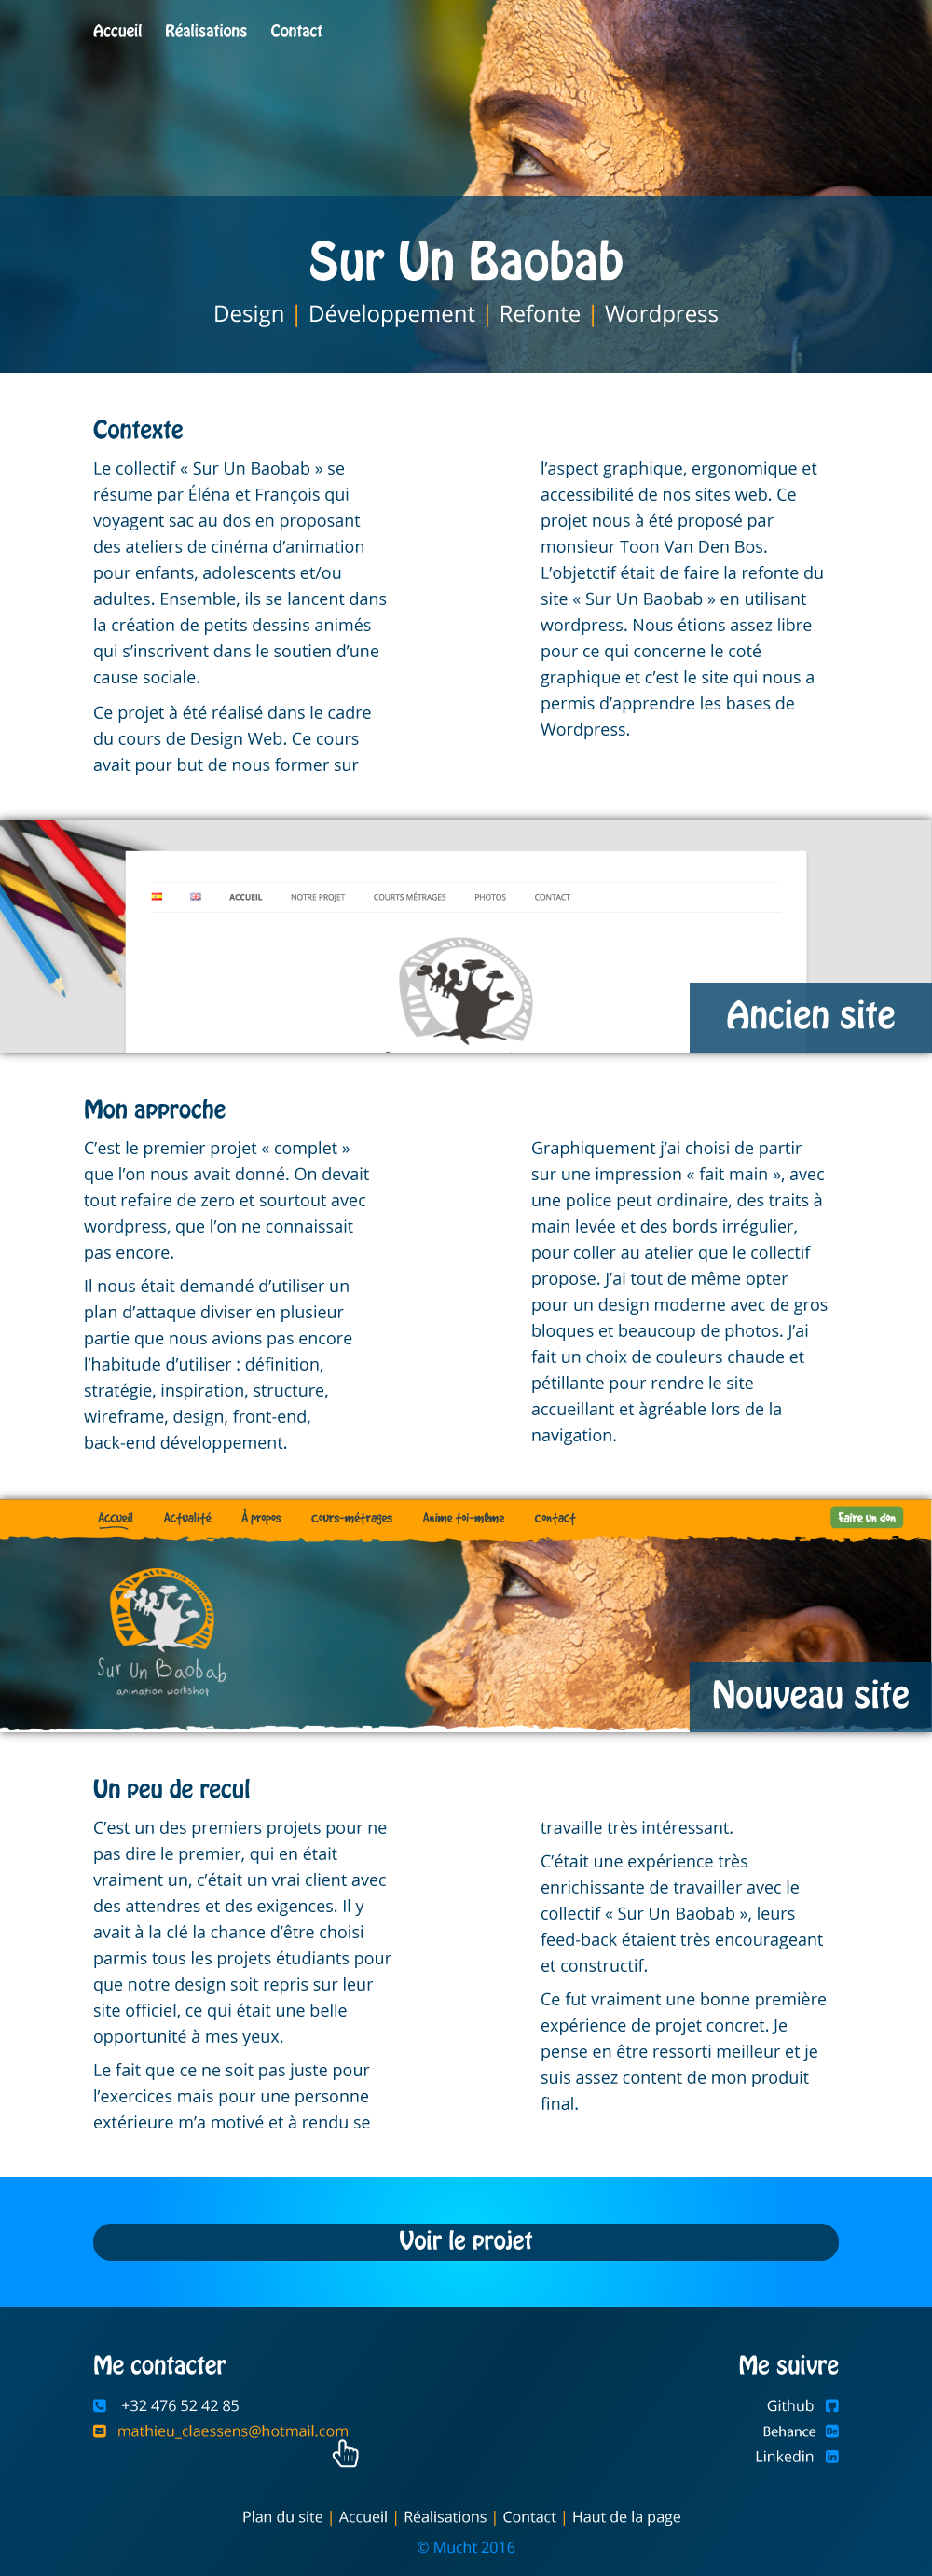 Accueil Réalisations Contact
Sur Un Baobab
Design | Développement | Refonte | Wordpress
Contexte
Le collectif « Sur Un Baobab » se
résume par Éléna et François qui
voyagent sac au dos en proposant
des ateliers de cinéma d’animation
pour enfants, adolescents et/ou
adultes. Ensemble, ils se lancent dans
la création de petits dessins animés
qui s’inscrivent dans le soutien d’une
cause sociale.
Ce projet à été réalisé dans le cadre
du cours de Design Web. Ce cours
avait pour but de nous former sur
l’aspect graphique, ergonomique et
accessibilité de nos sites web. Ce
projet nous à été proposé par
monsieur Toon Van Den Bos.
L’objetctif était de faire la refonte du
site « Sur Un Baobab » en utilisant
wordpress. Nous étions assez libre
pour ce qui concerne le coté
graphique et c’est le site qui nous a
permis d’apprendre les bases de
Wordpress.
ACCUEIL NOTRE PROJET COURTS MÉTRAGES PHOTOS CONTACT
Ancien site
Mon approche
C’est le premier projet « complet »
que l’on nous avait donné. On devait
tout refaire de zero et sourtout avec
wordpress, que l’on ne connaissait
pas encore.
Il nous était demandé d’utiliser un
plan d’attaque diviser en plusieur
partie que nous avions pas encore
l’habitude d’utiliser : définition,
stratégie, inspiration, structure,
wireframe, design, front-end,
back-end développement.
Graphiquement j’ai choisi de partir
sur une impression « fait main », avec
une police peut ordinaire, des traits à
main levée et des bords irrégulier,
pour coller au atelier que le collectif
propose. J’ai tout de même opter
pour un design moderne avec de gros
bloques et beaucoup de photos. J’ai
fait un choix de couleurs chaude et
pétillante pour rendre le site
accueillant et àgréable lors de la
navigation.
Accueil Actualité À propos Cours-métrages Anime toi-même Contact Faire un don
Sur Un Baobab
animation workshop
Nouveau site
Un peu de recul
C’est un des premiers projets pour ne
pas dire le premier, qui en était
vraiment un, c’était un vrai client avec
des attendres et des exigences. Il y
avait à la clé la chance d’être choisi
parmis tous les projets étudiants pour
que notre design soit repris sur leur
site officiel, ce qui était une belle
opportunité à mes yeux.
Le fait que ce ne soit pas juste pour
l’exercices mais pour une personne
extérieure m’a motivé et à rendu se
travaille très intéressant.
C’était une expérience très
enrichissante de travailler avec le
collectif « Sur Un Baobab », leurs
feed-back étaient très encourageant
et constructif.
Ce fut vraiment une bonne première
expérience de projet concret. Je
pense en être ressorti meilleur et je
suis assez content de mon produit
final.
Voir le projet
Me contacter
+32 476 52 42 85
mathieu_claessens@hotmail.com
Me suivre
Github
Behance
Linkedin
Plan du site | Accueil | Réalisations | Contact | Haut de la page
© Mucht 2016